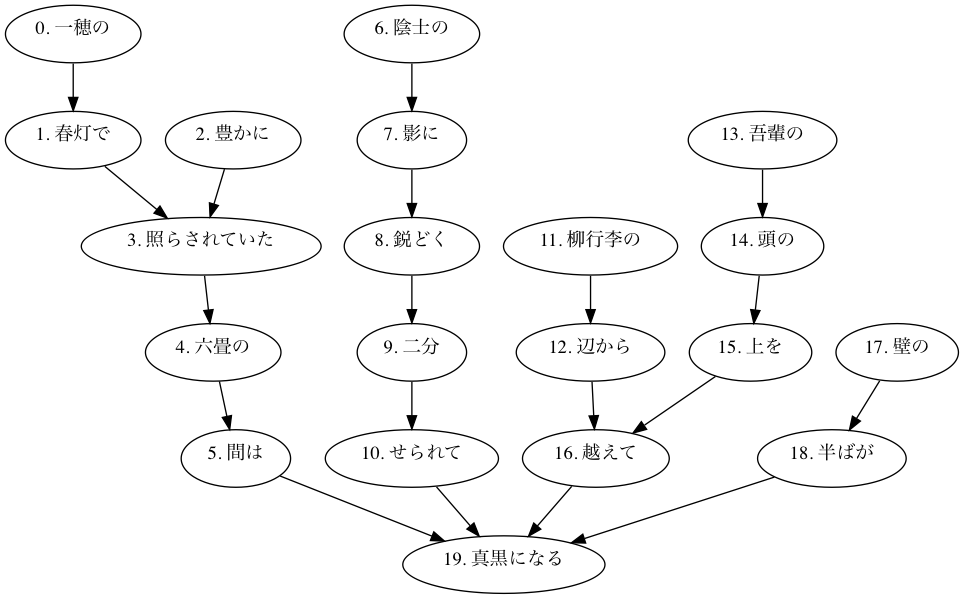 0. 一穂の
6. 陰士の
1. 春灯で
2. 豊かに
7. 影に
13. 吾輩の
3. 照らされていた
8. 鋭どく
11. 柳行李の
14. 頭の
4. 六畳の
9. 二分
12. 辺から
15. 上を
17. 壁の
5. 間は
10. せられて
16. 越えて
18. 半ばが
19. 真黒になる